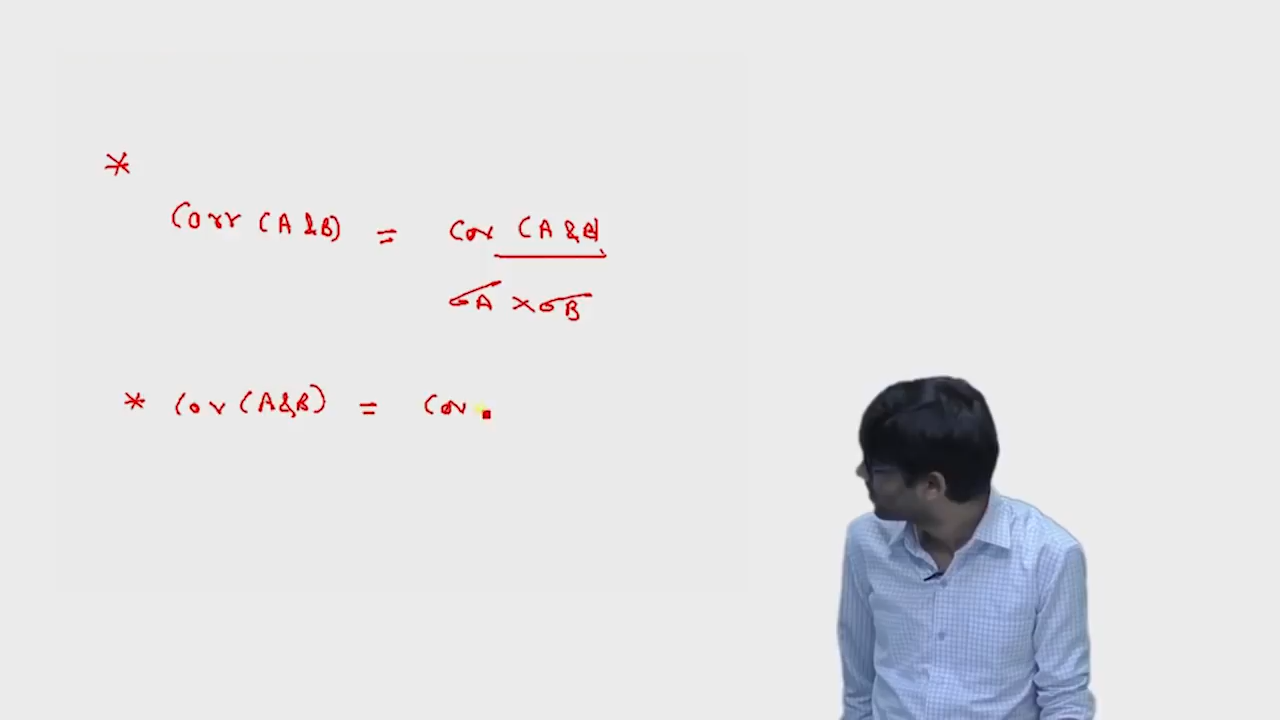 *
Corr (A &B) = Cov (A &B)
σA × σB
* Cov (A&B) = Cov